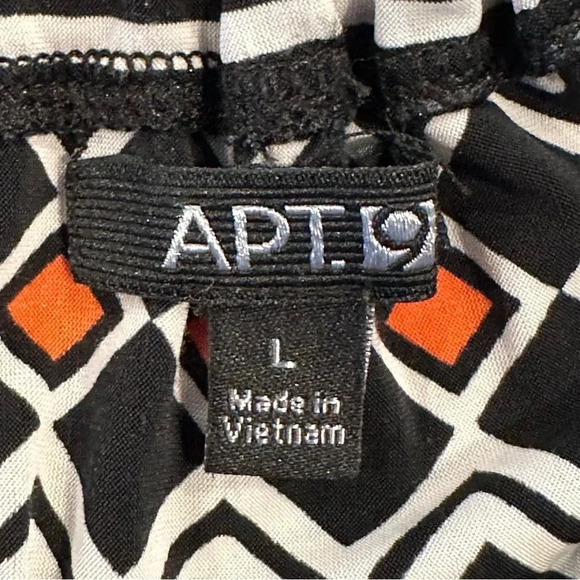 APT. 9
L
Made in
Vietnam